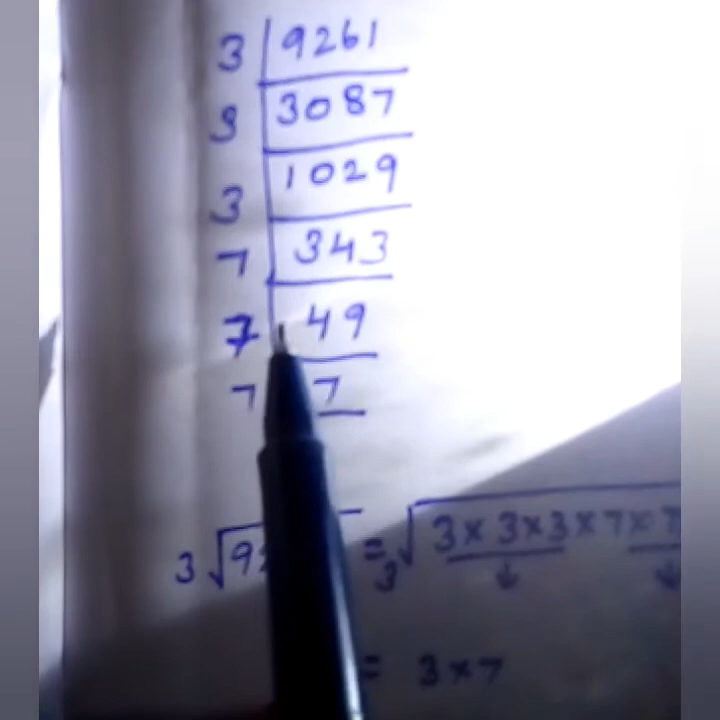 3 | 9261
3 | 3087
3 | 1029
7 | 343
7 | 49
7 | 7
3√9 = 3√3×3×3×7×7
= 3×7